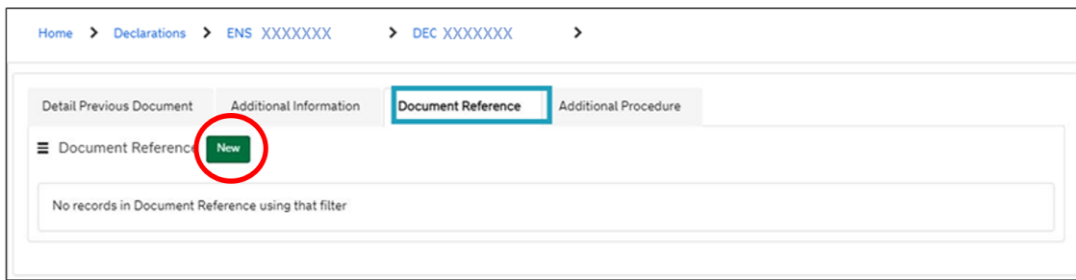 Home > Declarations > ENS XXXXXXX > DEC XXXXXXX >
Detail Previous Document Additional Information Document Reference Additional Procedure
Document Reference New
No records in Document Reference using that filter